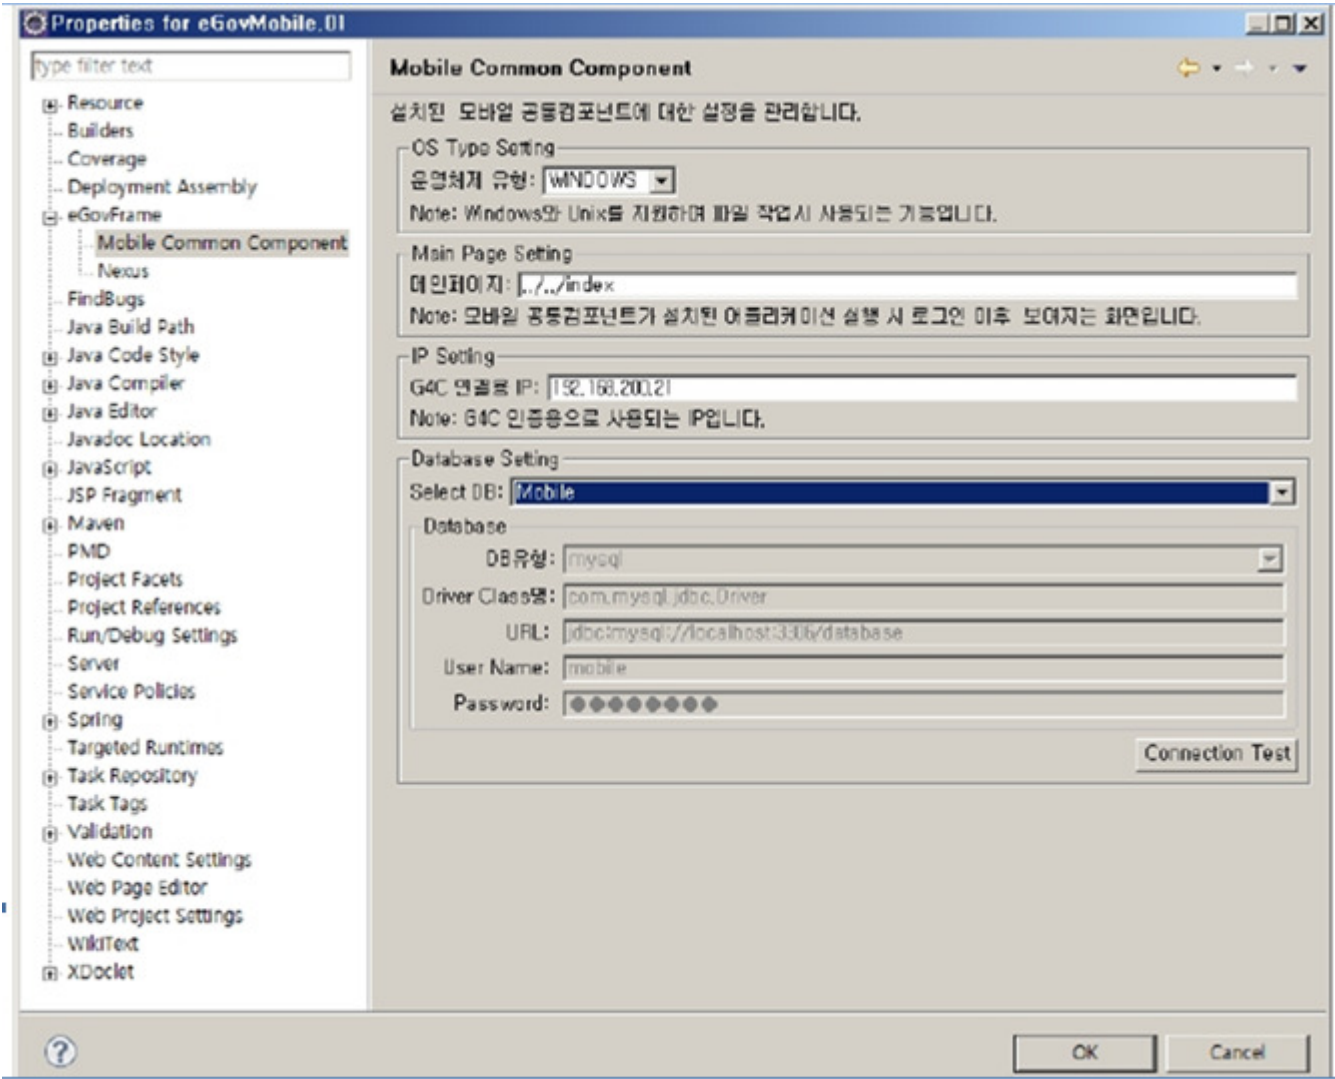 Properties for eGovMobile.01
type filter text
Resource
Builders
Coverage
Deployment Assembly
eGovFrame
Mobile Common Component
Nexus
FindBugs
Java Build Path
Java Code Style
Java Compiler
Java Editor
Javadoc Location
JavaScript
JSP Fragment
Maven
PMD
Project Facets
Project References
Run/Debug Settings
Server
Service Policies
Spring
Targeted Runtimes
Task Repository
Task Tags
Validation
Web Content Settings
Web Page Editor
Web Project Settings
WikiText
XDoclet
Mobile Common Component
설치된 모바일 공통컴포넌트에 대한 설정을 관리합니다.
OS Type Setting
운영체제 유형: WINDOWS
Note: Windows와 Unix를 지원하며 파일 작업시 사용되는 기능입니다.
Main Page Setting
메인페이지: ../../index
Note: 모바일 공통컴포넌트가 설치된 어플리케이션 실행 시 로그인 이후 보여지는 화면입니다.
IP Setting
G4C 연결용 IP: 192.168.200.21
Note: G4C 인증용으로 사용되는 IP입니다.
Database Setting
Select DB: Mobile
Database
DB유형: mysql
Driver Class명: com.mysql.jdbc.Driver
URL: jdbc:mysql://localhost:3306/database
User Name: mobile
Password: ●●●●●●●●
Connection Test
OK
Cancel